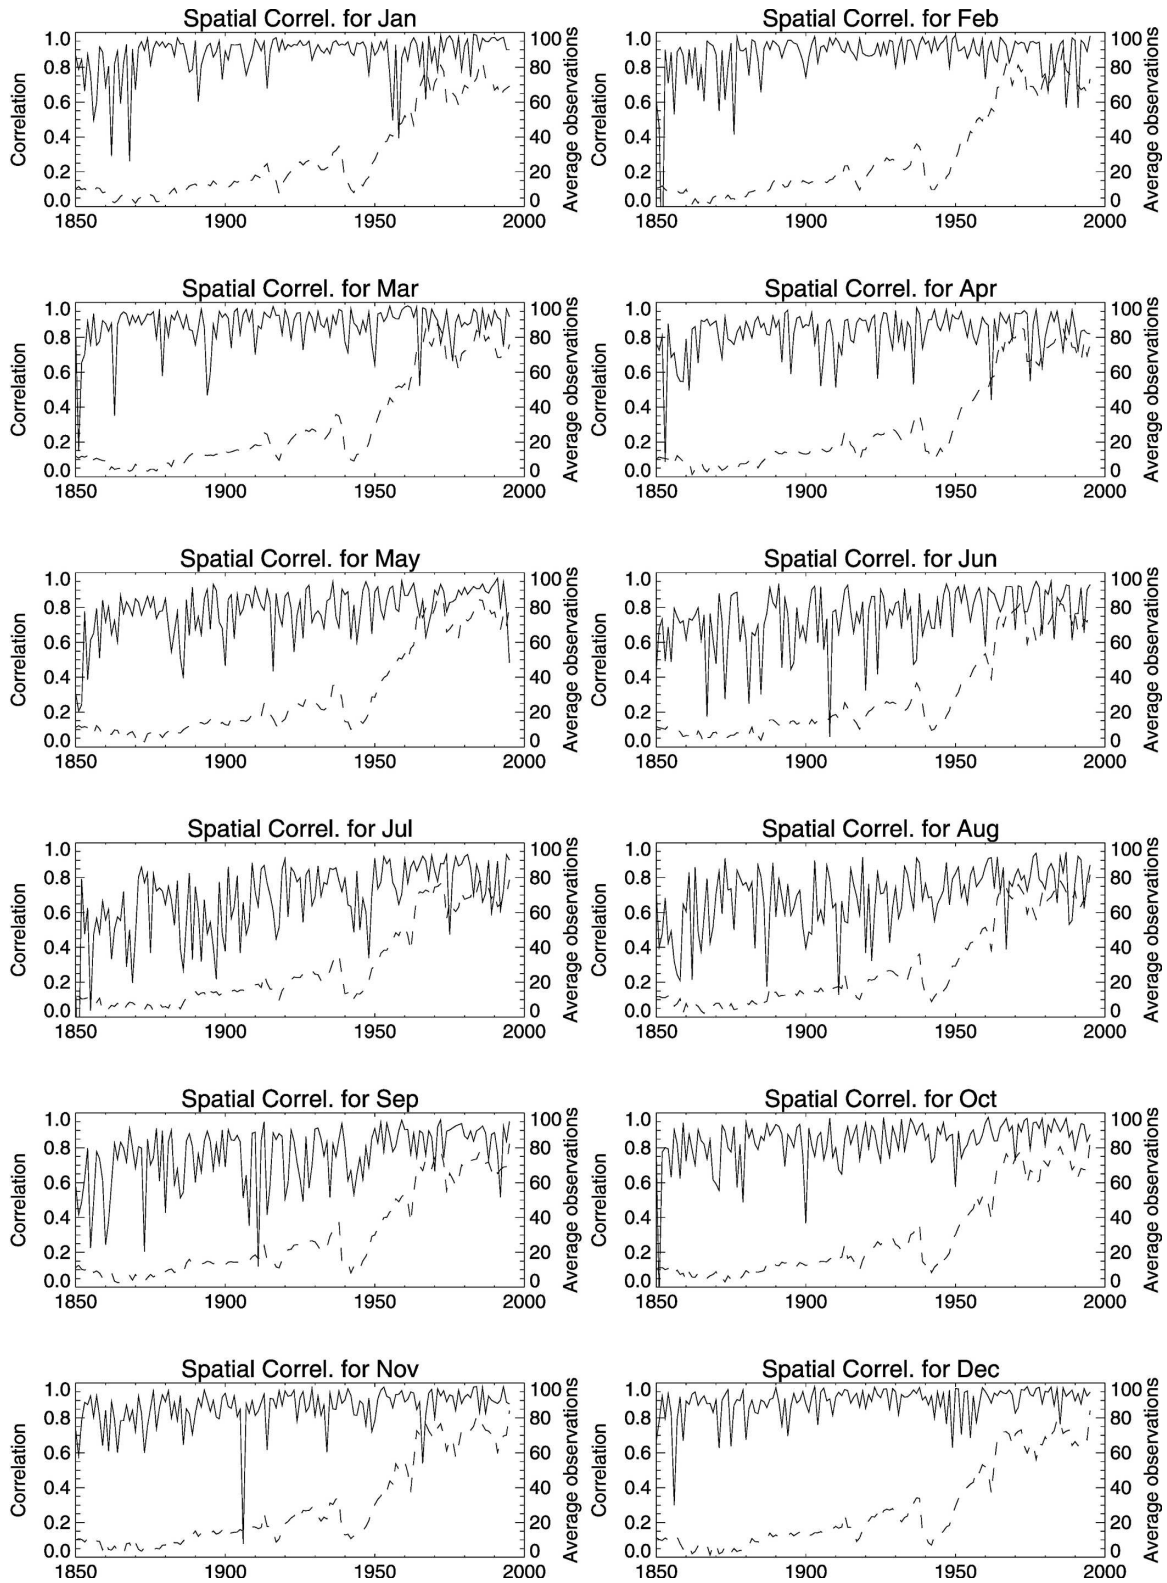 Spatial Correl. for Jan
1.0 0.8 0.6 0.4 0.2 0.0
Correlation
100 80 60 40 20 0
Average observations
1850 1900 1950 2000
Spatial Correl. for Feb
1.0 0.8 0.6 0.4 0.2 0.0
Correlation
100 80 60 40 20 0
Average observations
1850 1900 1950 2000
Spatial Correl. for Mar
1.0 0.8 0.6 0.4 0.2 0.0
Correlation
100 80 60 40 20 0
Average observations
1850 1900 1950 2000
Spatial Correl. for Apr
1.0 0.8 0.6 0.4 0.2 0.0
Correlation
100 80 60 40 20 0
Average observations
1850 1900 1950 2000
Spatial Correl. for May
1.0 0.8 0.6 0.4 0.2 0.0
Correlation
100 80 60 40 20 0
Average observations
1850 1900 1950 2000
Spatial Correl. for Jun
1.0 0.8 0.6 0.4 0.2 0.0
Correlation
100 80 60 40 20 0
Average observations
1850 1900 1950 2000
Spatial Correl. for Jul
1.0 0.8 0.6 0.4 0.2 0.0
Correlation
100 80 60 40 20 0
Average observations
1850 1900 1950 2000
Spatial Correl. for Aug
1.0 0.8 0.6 0.4 0.2 0.0
Correlation
100 80 60 40 20 0
Average observations
1850 1900 1950 2000
Spatial Correl. for Sep
1.0 0.8 0.6 0.4 0.2 0.0
Correlation
100 80 60 40 20 0
Average observations
1850 1900 1950 2000
Spatial Correl. for Oct
1.0 0.8 0.6 0.4 0.2 0.0
Correlation
100 80 60 40 20 0
Average observations
1850 1900 1950 2000
Spatial Correl. for Nov
1.0 0.8 0.6 0.4 0.2 0.0
Correlation
100 80 60 40 20 0
Average observations
1850 1900 1950 2000
Spatial Correl. for Dec
1.0 0.8 0.6 0.4 0.2 0.0
Correlation
100 80 60 40 20 0
Average observations
1850 1900 1950 2000